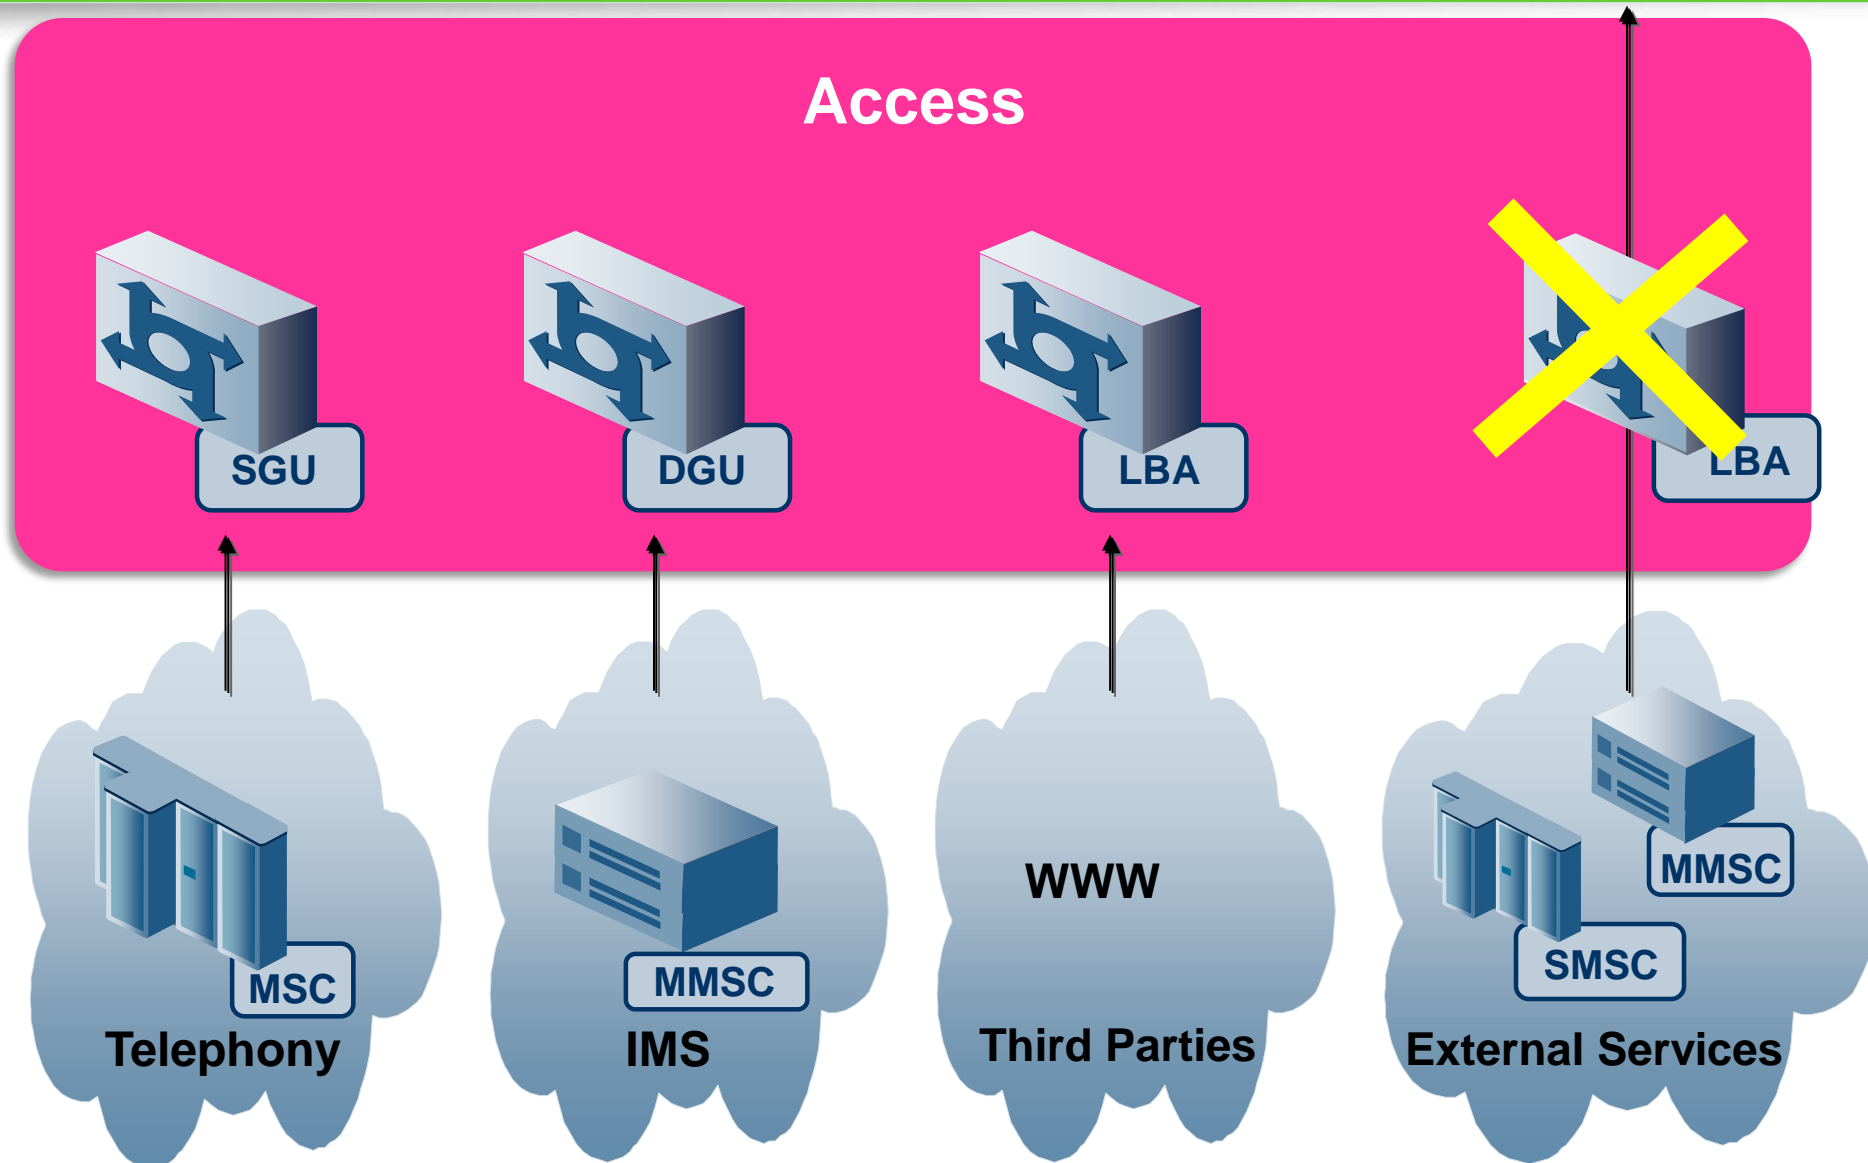 Access
SGU
DGU
LBA
LBA
MSC
Telephony
MMSC
IMS
WWW
Third Parties
MMSC
SMSC
External Services